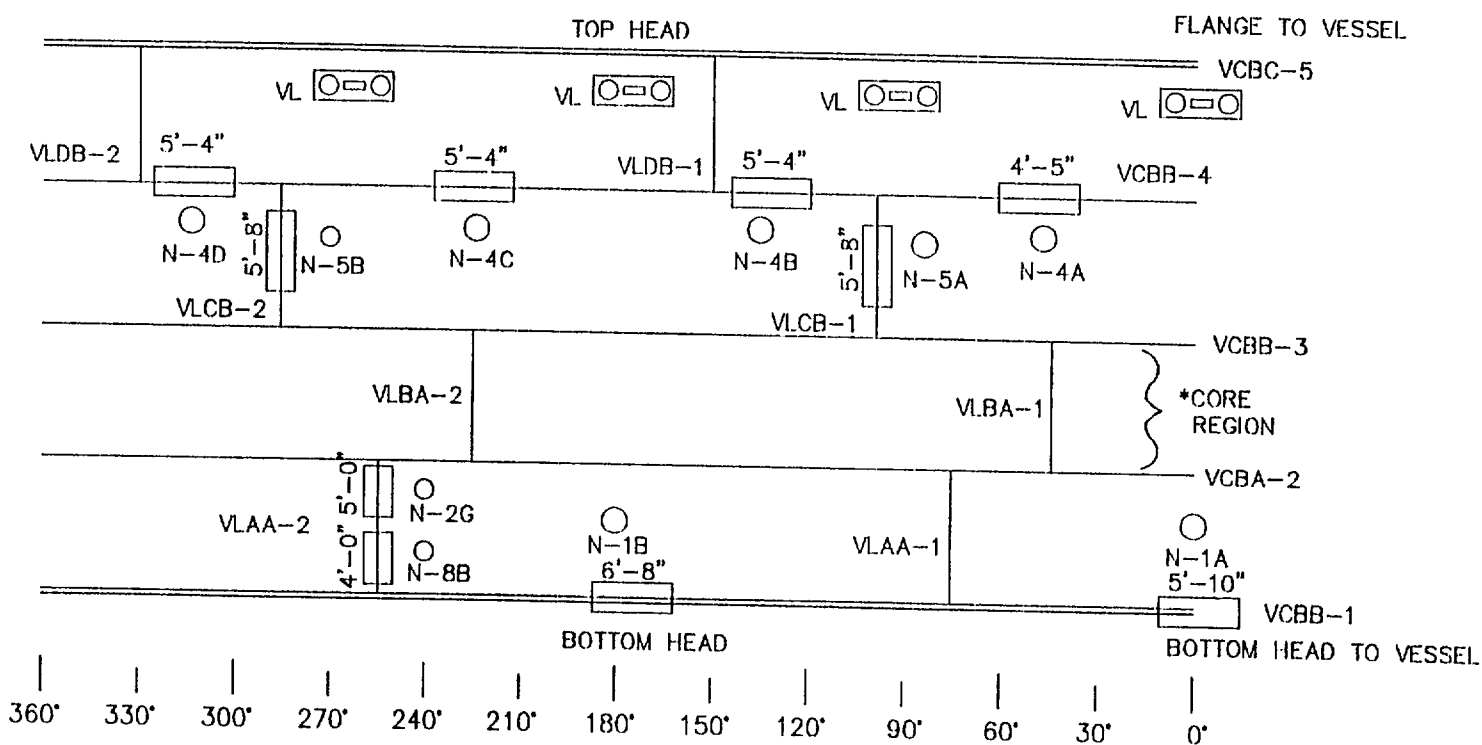 TOP HEAD
FLANGE TO VESSEL
VCBC-5
VL
VL
VL
VL
VLDB-2
5'-4"
5'-4"
VLDB-1
5'-4"
4'-5"
VCBB-4
N-4D
5'-8"
N-5B
N-4C
N-4B
5'-8"
N-5A
N-4A
VLCB-2
VLCB-1
VCBB-3
VLBA-2
VLBA-1
*CORE
REGION
VCBA-2
5'-0"
N-2G
VLAA-2
4'-0"
N-8B
N-1B
6'-8"
VLAA-1
N-1A
5'-10"
VCBB-1
BOTTOM HEAD
BOTTOM HEAD TO VESSEL
360° 330° 300° 270° 240° 210° 180° 150° 120° 90° 60° 30° 0°